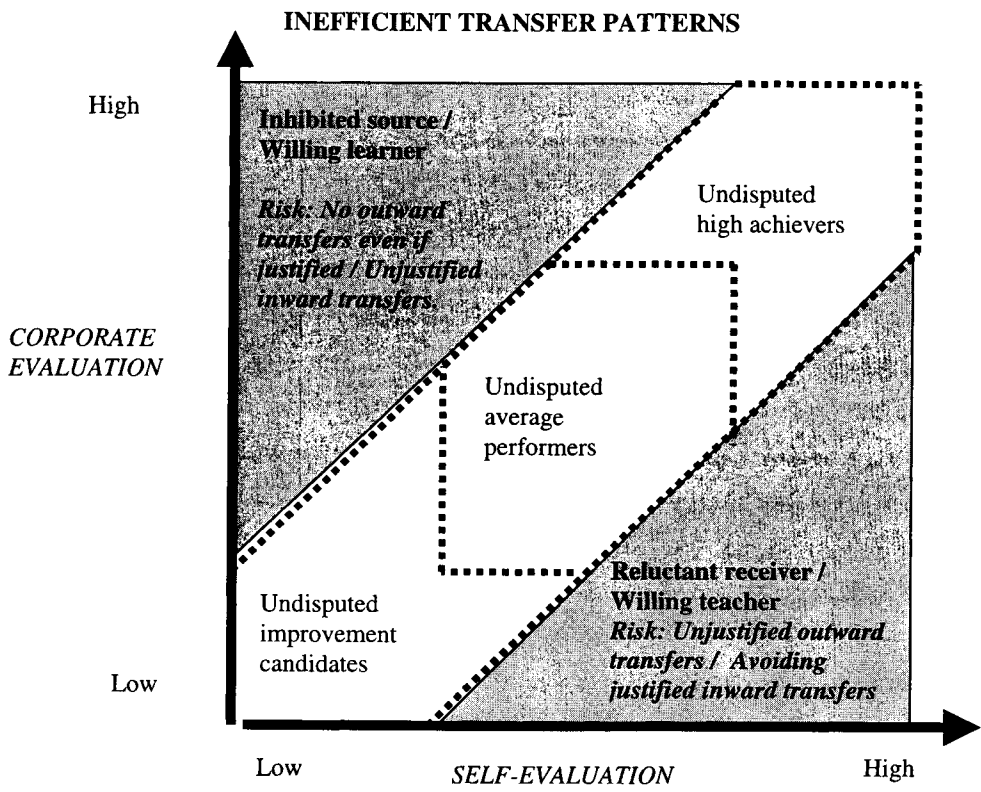 INEFFICIENT TRANSFER PATTERNS
High
Inhibited source /
Willing learner
Risk: No outward
transfers even if
justified / Unjustified
inward transfers.
Undisputed
high achievers
CORPORATE
EVALUATION
Undisputed
average
performers
Undisputed
improvement
candidates
Reluctant receiver /
Willing teacher
Risk: Unjustified outward
transfers / Avoiding
justified inward transfers
Low
Low
SELF-EVALUATION
High